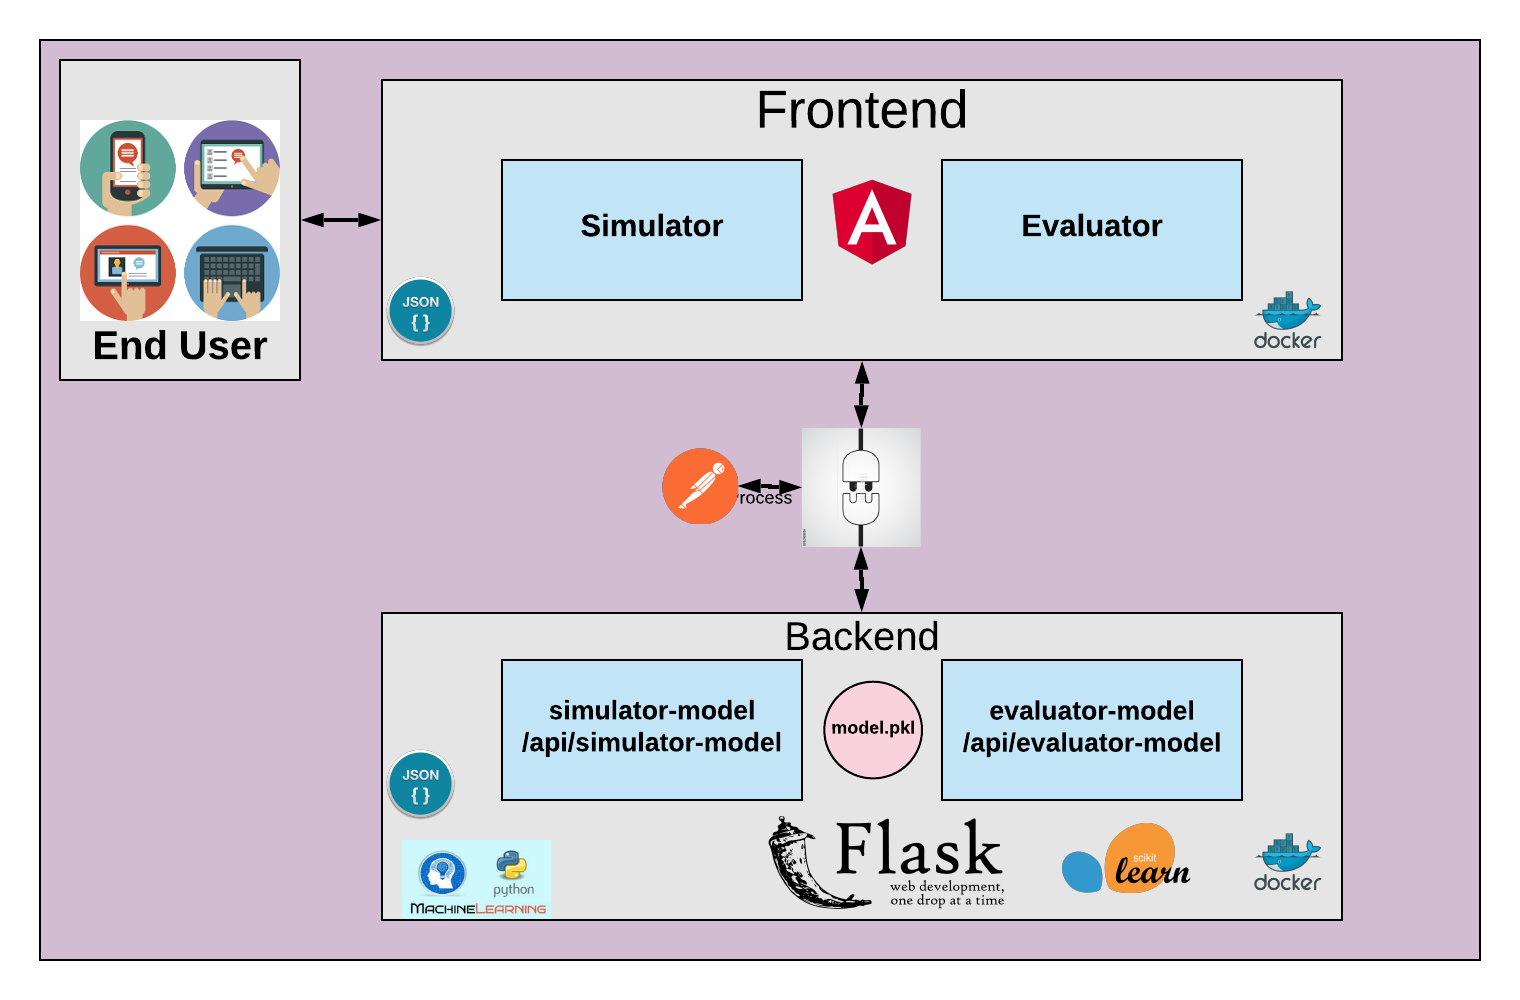 Frontend
Simulator
Evaluator
JSON
{ }
docker
End User
rocess
Backend
simulator-model
/api/simulator-model
model.pkl
evaluator-model
/api/evaluator-model
JSON
{ }
python
MACHINELEARNING
Flask
web development,
one drop at a time
scikit
learn
docker